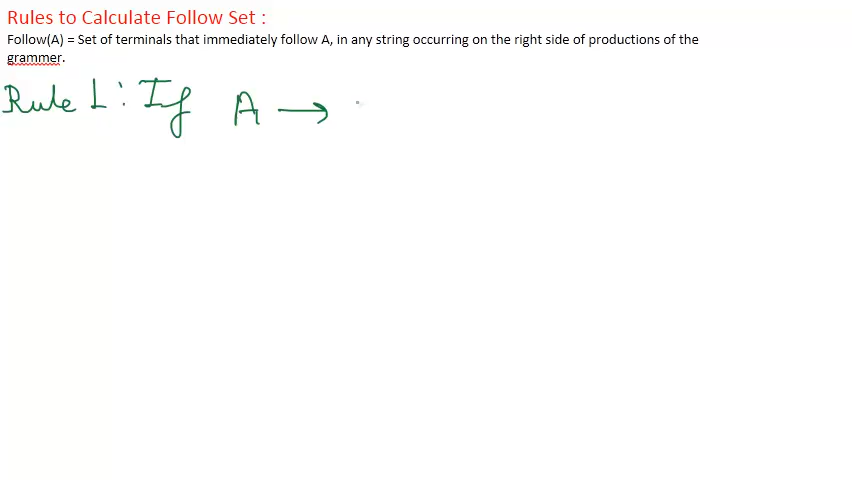 Rules to Calculate Follow Set :
Follow(A) = Set of terminals that immediately follow A, in any string occurring on the right side of productions of the
grammer.
Rule 1: If A →